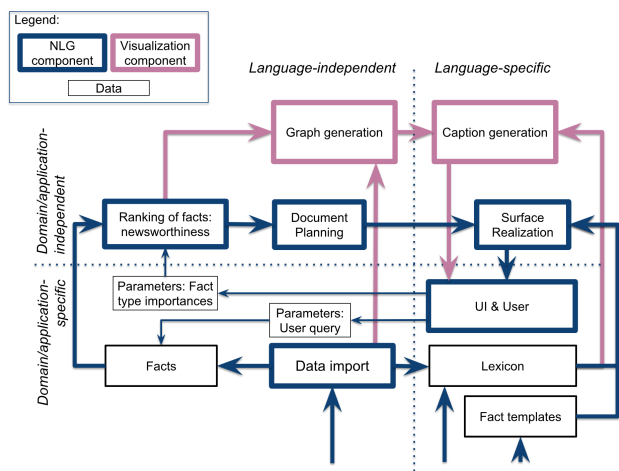 Legend:
NLG
component
Visualization
component
Data
Language-independent
Language-specific
Domain/application-
independent
Graph generation
Caption generation
Ranking of facts:
newsworthiness
Document
Planning
Surface
Realization
Domain/application-
specific
Parameters: Fact
type importances
Parameters:
User query
UI & User
Facts
Data import
Lexicon
Fact templates